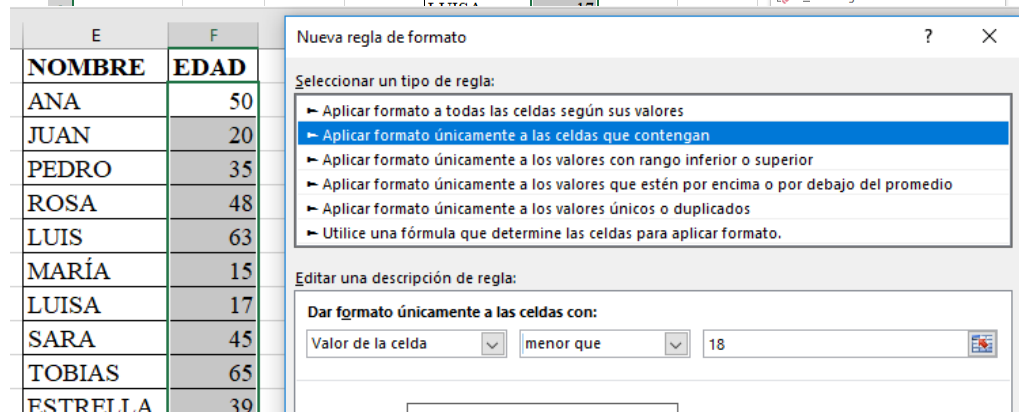 LUISA 17
E F
NOMBRE EDAD
ANA 50
JUAN 20
PEDRO 35
ROSA 48
LUIS 63
MARÍA 15
LUISA 17
SARA 45
TOBIAS 65
ESTRELLA 39
Nueva regla de formato ? ×
Seleccionar un tipo de regla:
► Aplicar formato a todas las celdas según sus valores
► Aplicar formato únicamente a las celdas que contengan
► Aplicar formato únicamente a los valores con rango inferior o superior
► Aplicar formato únicamente a los valores que estén por encima o por debajo del promedio
► Aplicar formato únicamente a los valores únicos o duplicados
► Utilice una fórmula que determine las celdas para aplicar formato.
Editar una descripción de regla:
Dar formato únicamente a las celdas con:
Valor de la celda menor que 18